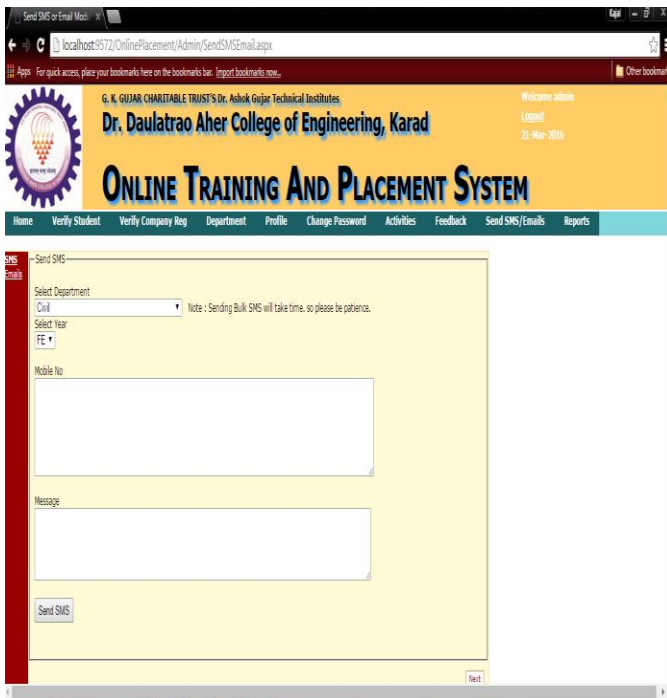 Send SMS or Email Modu
Kajal
localhost:9572/OnlinePlacement/Admin/SendSMSEmail.aspx
Apps For quick access, place your bookmarks here on the bookmarks bar. Import bookmarks now...
Other bookmar
G. K. GUJAR CHARITABLE TRUST'S Dr. Ashok Gujar Technical Institutes
Dr. Daulatrao Aher College of Engineering, Karad
Welcome admin
Logout
21-Mar-2016
ONLINE TRAINING AND PLACEMENT SYSTEM
Home Verify Student Verify Company Reg Department Profile Change Password Activities Feedback Send SMS/Emails Reports
SMS
Emails
Send SMS
Select Department
Civil
Note : Sending Bulk SMS will take time. so please be patience.
Select Year
FE
Mobile No
Message
Send SMS
Next